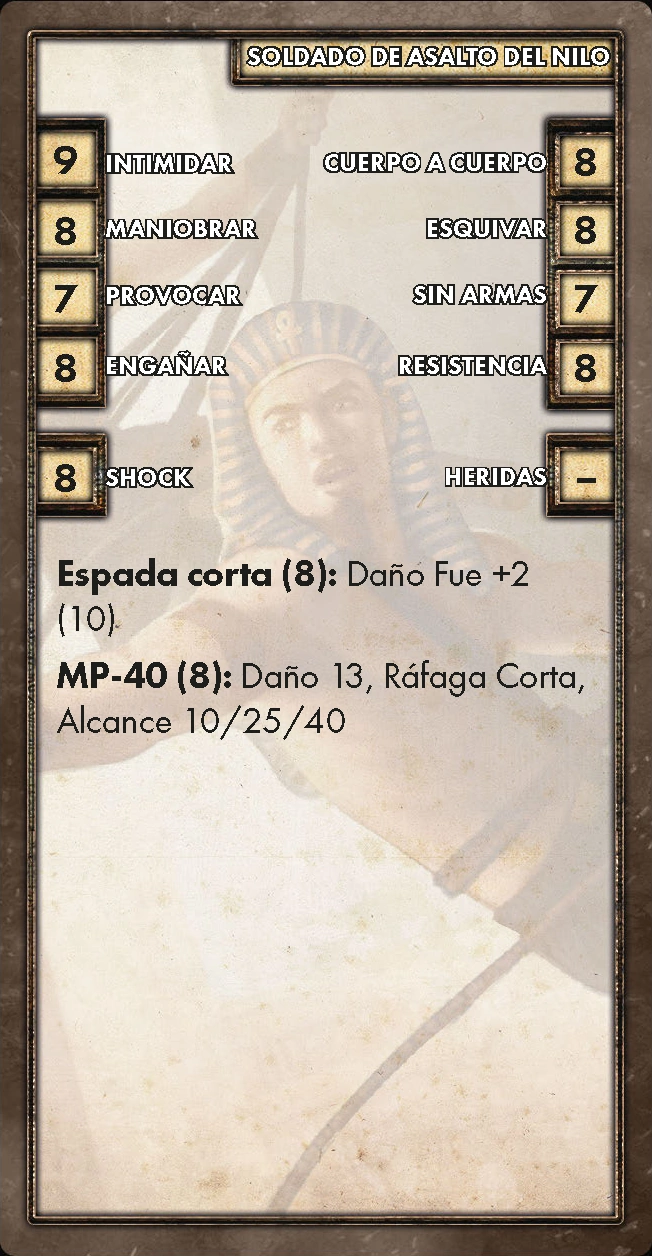 SOLDADO DE ASALTO DEL NILO
9 INTIMIDAR CUERPO A CUERPO 8
8 MANIOBRAR ESQUIVAR 8
7 PROVOCAR SIN ARMAS 7
8 ENGAÑAR RESISTENCIA 8
8 SHOCK HERIDAS –
Espada corta (8): Daño Fue +2
(10)
MP-40 (8): Daño 13, Ráfaga Corta,
Alcance 10/25/40